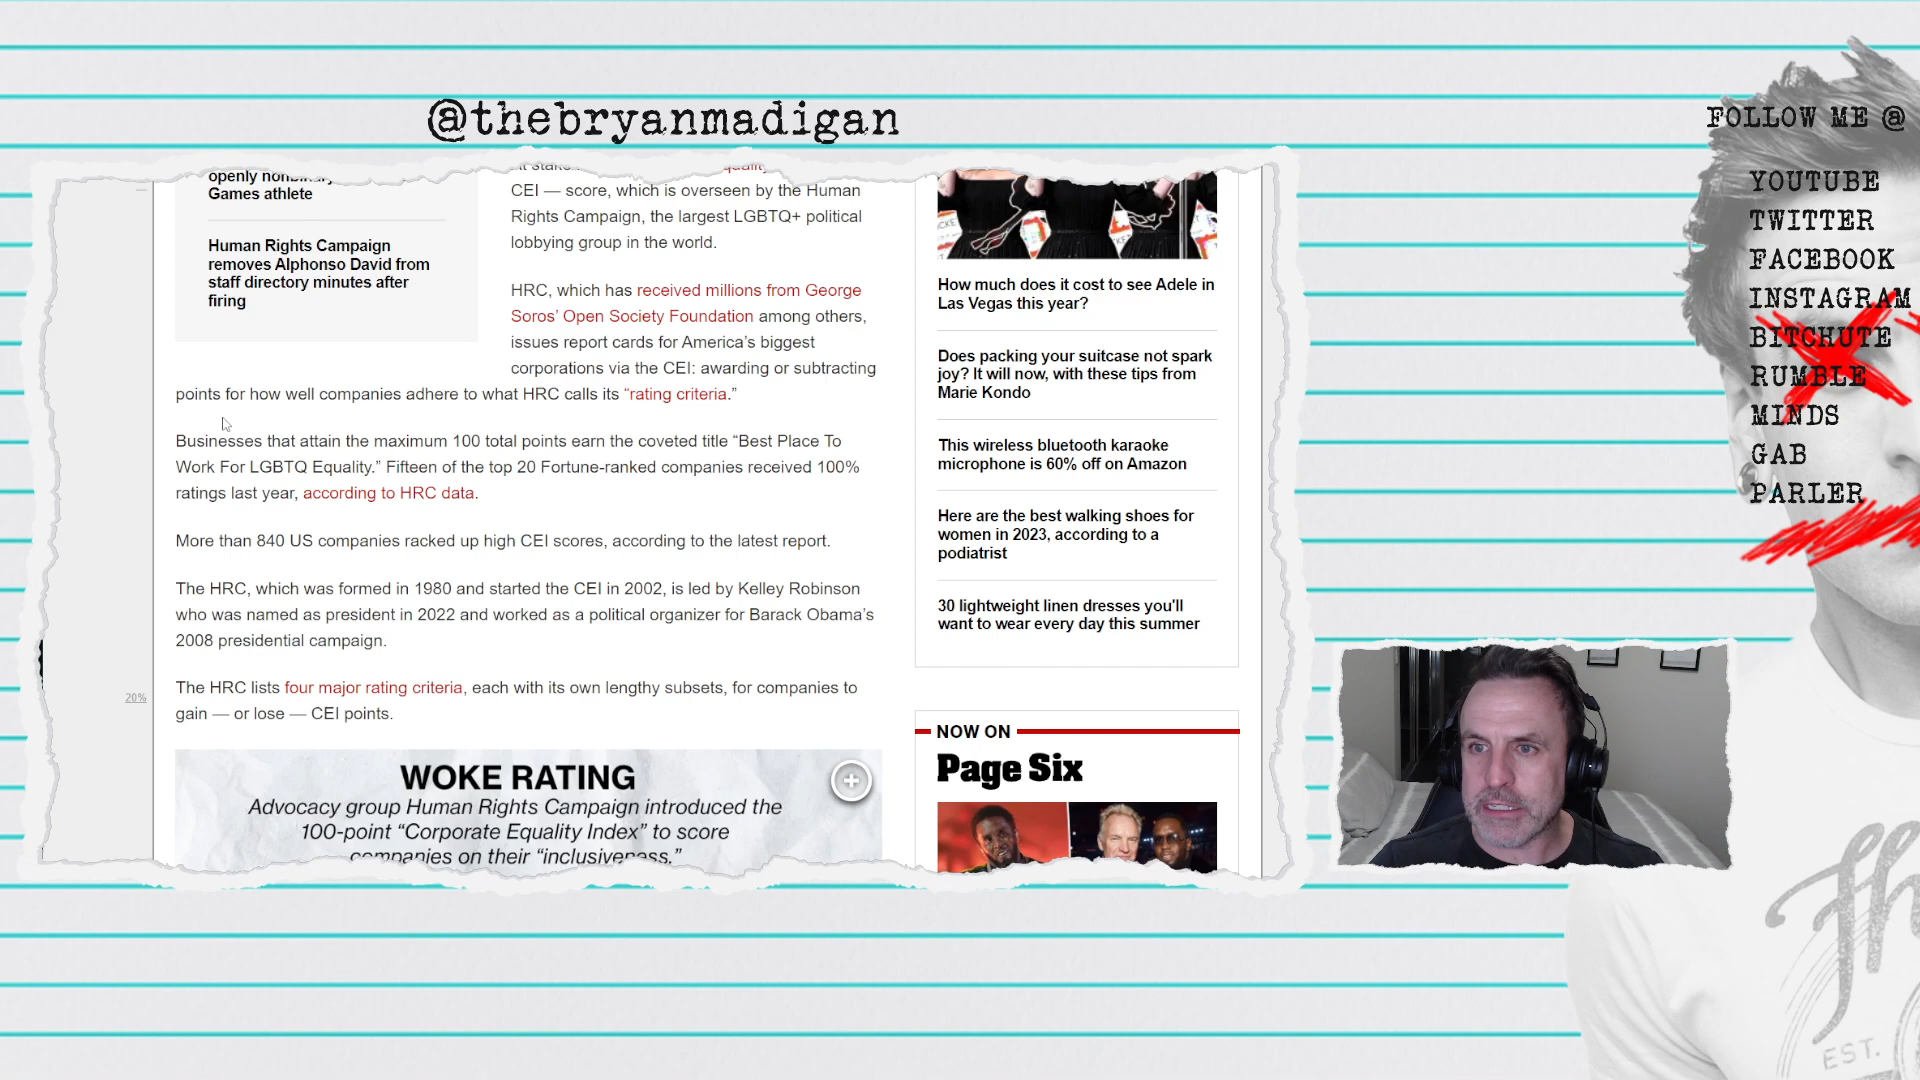 @thebryanmadigan
FOLLOW ME @
YOUTUBE
TWITTER
FACEBOOK
INSTAGRAM
BITCHUTE
RUMBLE
MINDS
GAB
PARLER
openly
Games athlete
Human Rights Campaign
removes Alphonso David from
staff directory minutes after
firing
CEI — score, which is overseen by the Human
Rights Campaign, the largest LGBTQ+ political
lobbying group in the world.
HRC, which has received millions from George
Soros’ Open Society Foundation among others,
issues report cards for America’s biggest
corporations via the CEI: awarding or subtracting
points for how well companies adhere to what HRC calls its “rating criteria.”
Businesses that attain the maximum 100 total points earn the coveted title “Best Place To
Work For LGBTQ Equality.” Fifteen of the top 20 Fortune-ranked companies received 100%
ratings last year, according to HRC data.
More than 840 US companies racked up high CEI scores, according to the latest report.
The HRC, which was formed in 1980 and started the CEI in 2002, is led by Kelley Robinson
who was named as president in 2022 and worked as a political organizer for Barack Obama’s
2008 presidential campaign.
20%
The HRC lists four major rating criteria, each with its own lengthy subsets, for companies to
gain — or lose — CEI points.
WOKE RATING
Advocacy group Human Rights Campaign introduced the
100-point “Corporate Equality Index” to score
companies on their “inclusiveness.”
How much does it cost to see Adele in
Las Vegas this year?
Does packing your suitcase not spark
joy? It will now, with these tips from
Marie Kondo
This wireless bluetooth karaoke
microphone is 60% off on Amazon
Here are the best walking shoes for
women in 2023, according to a
podiatrist
30 lightweight linen dresses you'll
want to wear every day this summer
NOW ON
Page Six
EST.